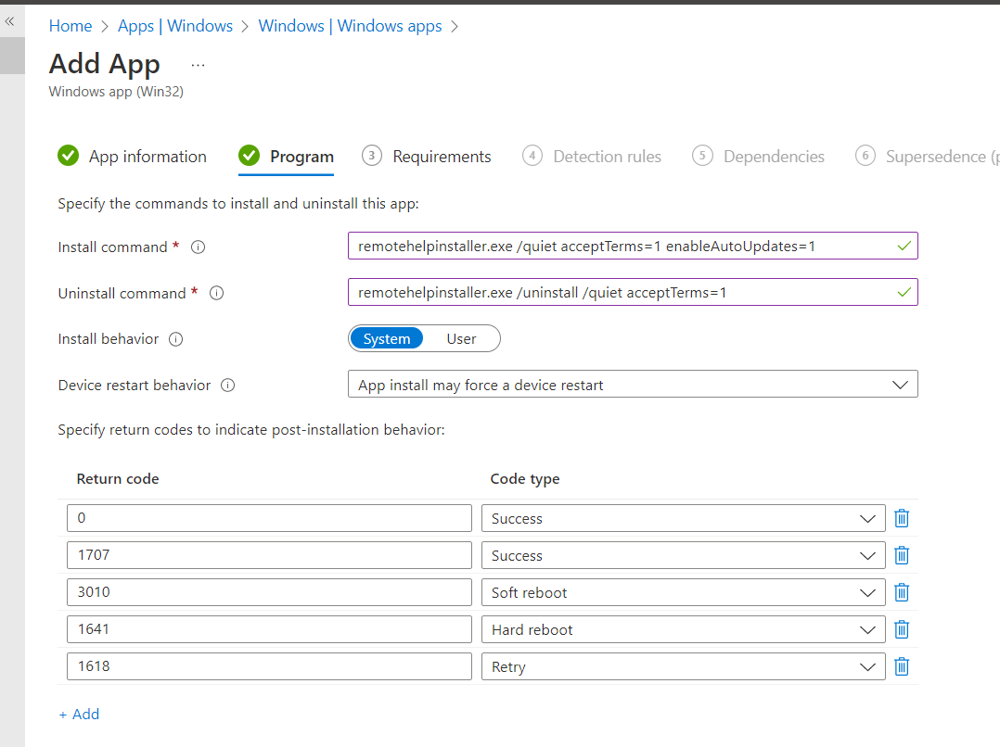 «
Home > Apps | Windows > Windows | Windows apps >
Add App ...
Windows app (Win32)
App information Program 3 Requirements 4 Detection rules 5 Dependencies 6 Supersedence (p
Specify the commands to install and uninstall this app:
Install command * remotehelpinstaller.exe /quiet acceptTerms=1 enableAutoUpdates=1
Uninstall command * remotehelpinstaller.exe /uninstall /quiet acceptTerms=1
Install behavior System User
Device restart behavior App install may force a device restart
Specify return codes to indicate post-installation behavior:
Return code Code type
0 Success
1707 Success
3010 Soft reboot
1641 Hard reboot
1618 Retry
+ Add